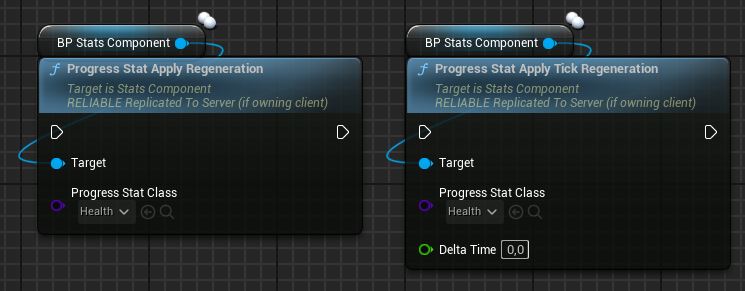 BP Stats Component
Progress Stat Apply Regeneration
Target is Stats Component
RELIABLE Replicated To Server (if owning client)
Target
Progress Stat Class
Health
BP Stats Component
Progress Stat Apply Tick Regeneration
Target is Stats Component
RELIABLE Replicated To Server (if owning client)
Target
Progress Stat Class
Health
Delta Time 0,0